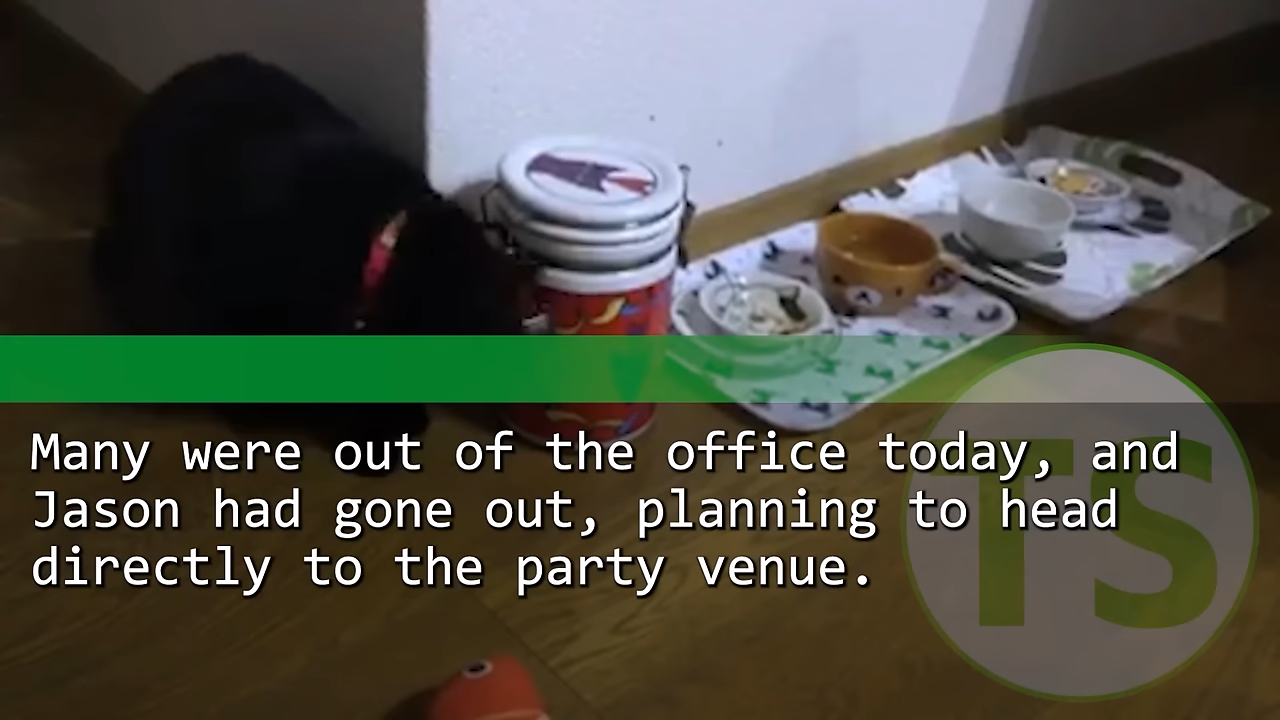 Many were out of the office today, and
Jason had gone out, planning to head
directly to the party venue.
TS